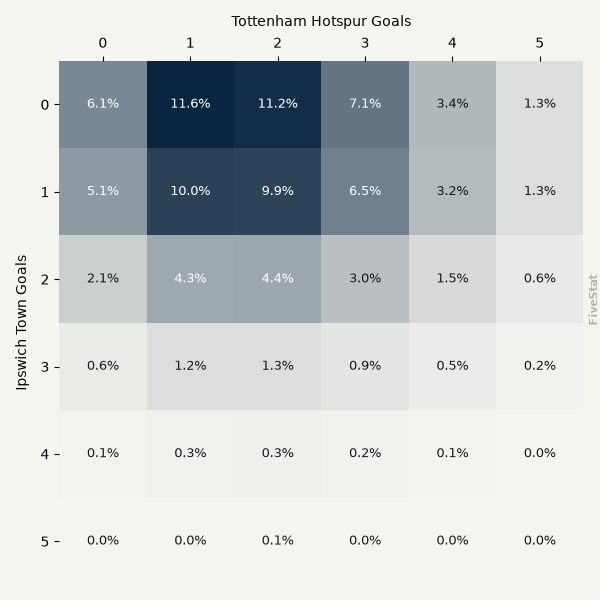 Tottenham Hotspur Goals
0 1 2 3 4 5
0 6.1% 11.6% 11.2% 7.1% 3.4% 1.3%
1 5.1% 10.0% 9.9% 6.5% 3.2% 1.3%
2 2.1% 4.3% 4.4% 3.0% 1.5% 0.6%
3 0.6% 1.2% 1.3% 0.9% 0.5% 0.2%
4 0.1% 0.3% 0.3% 0.2% 0.1% 0.0%
5 0.0% 0.0% 0.1% 0.0% 0.0% 0.0%
Ipswich Town Goals
FiveStat